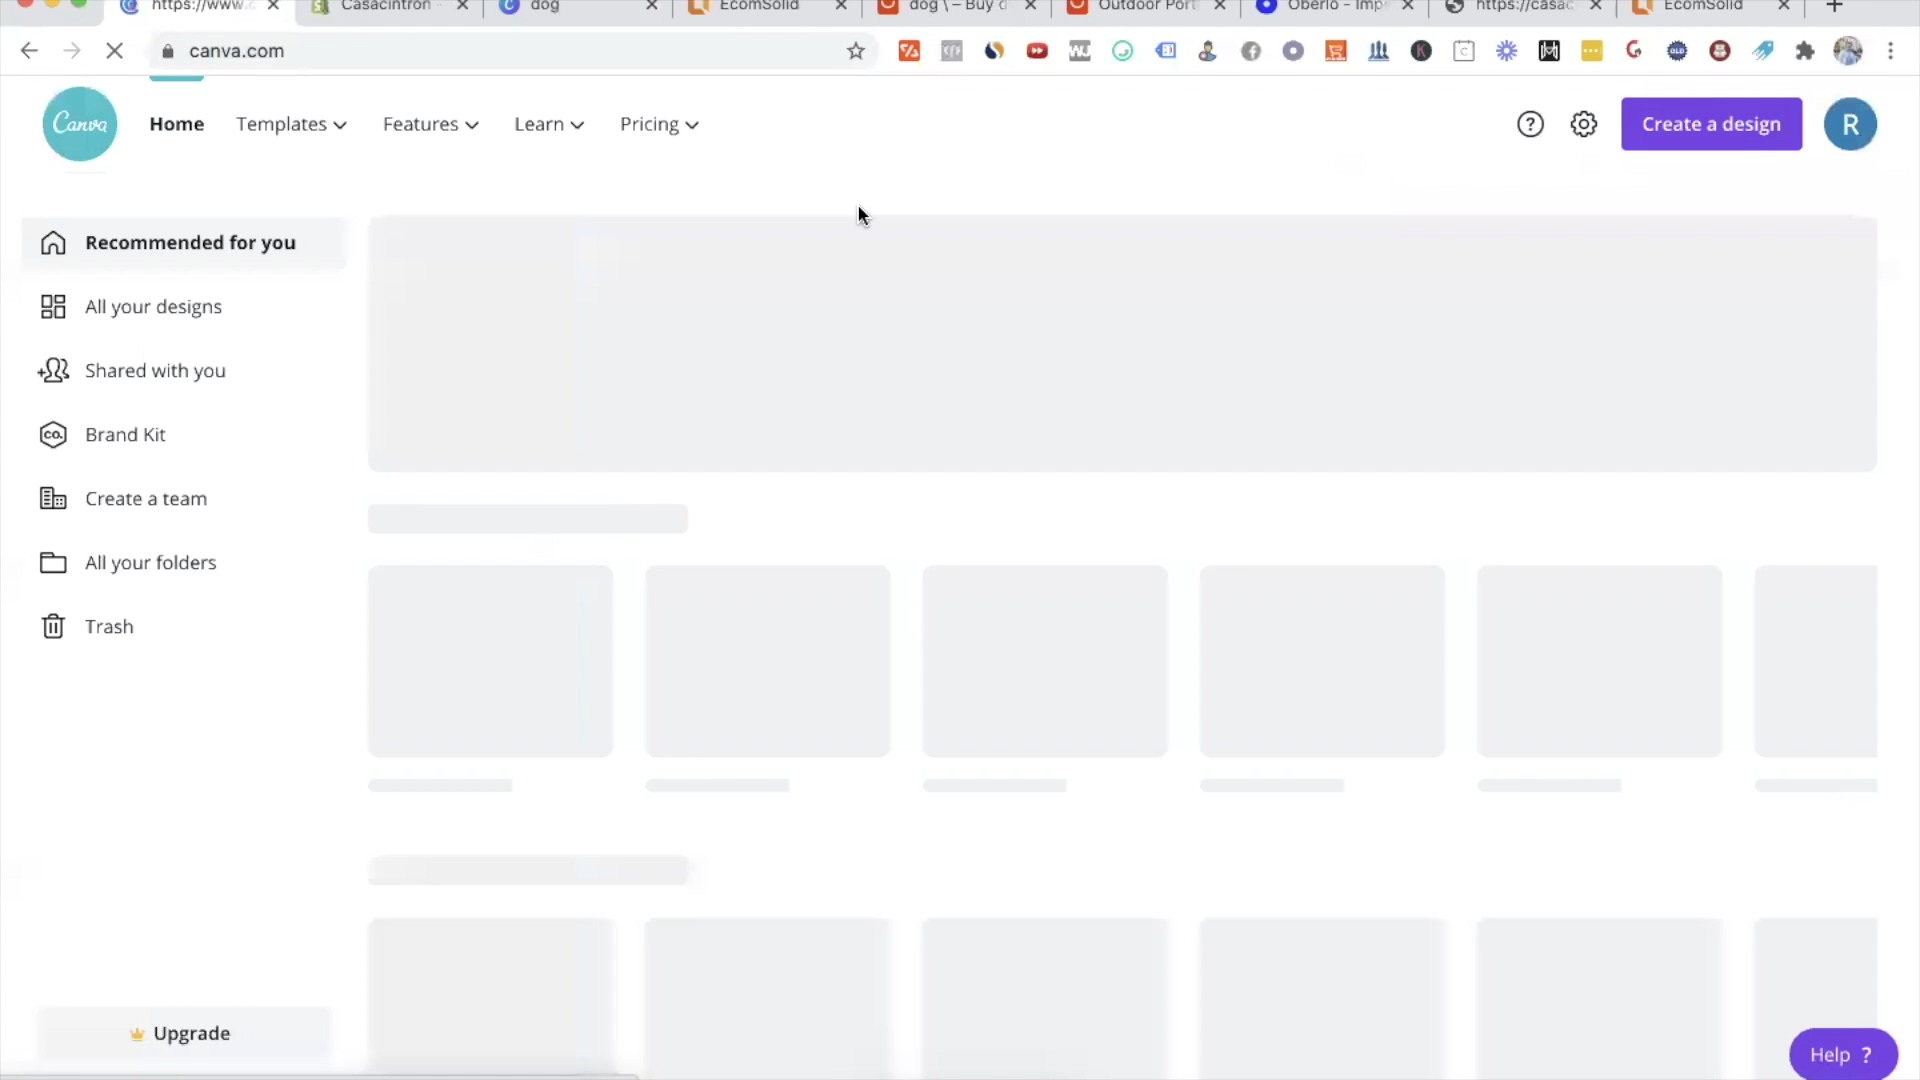 https://www.
Casacintron
dog
EcomSolid
dog \ – Buy d
Outdoor Port
Oberlo - Imp
https://casac
EcomSolid
canva.com
Canva
Home
Templates
Features
Learn
Pricing
?
Create a design
R
Recommended for you
All your designs
Shared with you
CO.
Brand Kit
Create a team
All your folders
Trash
Upgrade
Help ?